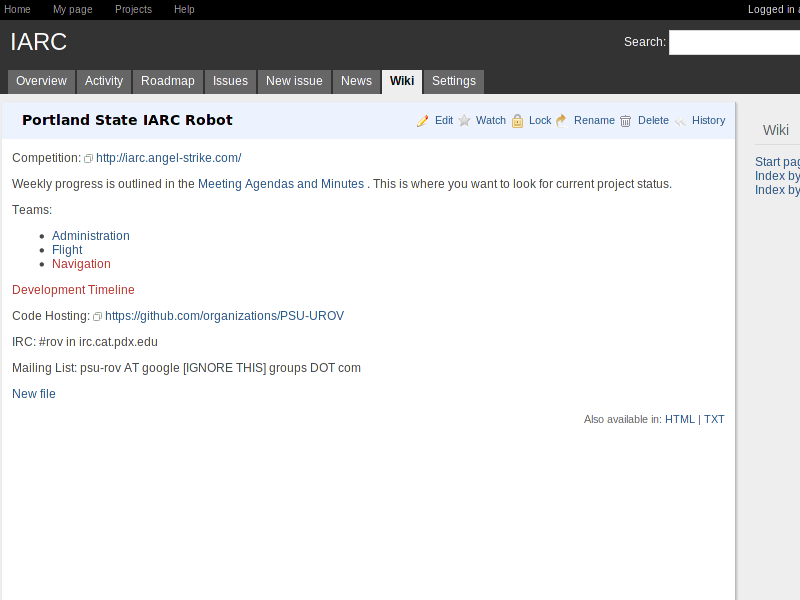 Home My page Projects Help Logged in
IARC
Search:
Overview Activity Roadmap Issues New issue News Wiki Settings
Portland State IARC Robot
Edit Watch Lock Rename Delete History
Wiki
Competition: http://iarc.angel-strike.com/
Start pag
Weekly progress is outlined in the Meeting Agendas and Minutes . This is where you want to look for current project status.
Index by
Index by
Teams:
Administration
Flight
Navigation
Development Timeline
Code Hosting: https://github.com/organizations/PSU-UROV
IRC: #rov in irc.cat.pdx.edu
Mailing List: psu-rov AT google [IGNORE THIS] groups DOT com
New file
Also available in: HTML | TXT